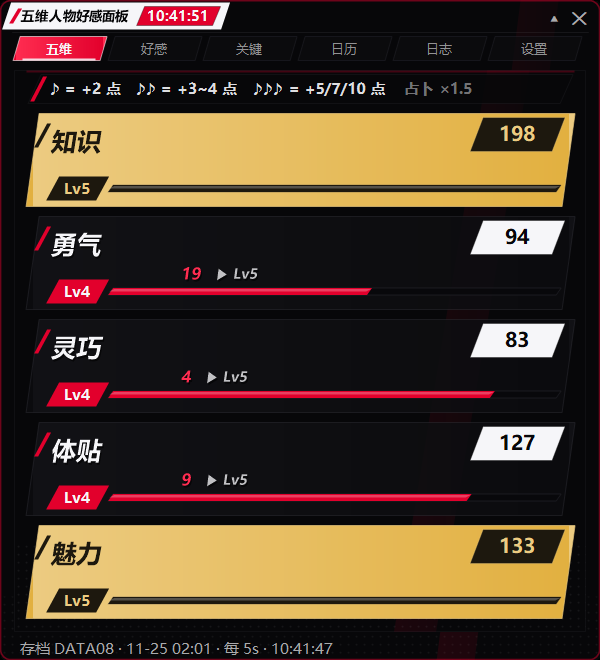 五维人物好感面板 10:41:51
五维 好感 关键 日历 日志 设置
♪ = +2 点 ♪♪ = +3~4 点 ♪♪♪ = +5/7/10 点 占卜 ×1.5
知识 198
Lv5
勇气 94
19 ▶ Lv5
Lv4
灵巧 83
4 ▶ Lv5
Lv4
体贴 127
9 ▶ Lv5
Lv4
魅力 133
Lv5
存档 DATA08 · 11-25 02:01 · 每 5s · 10:41:47